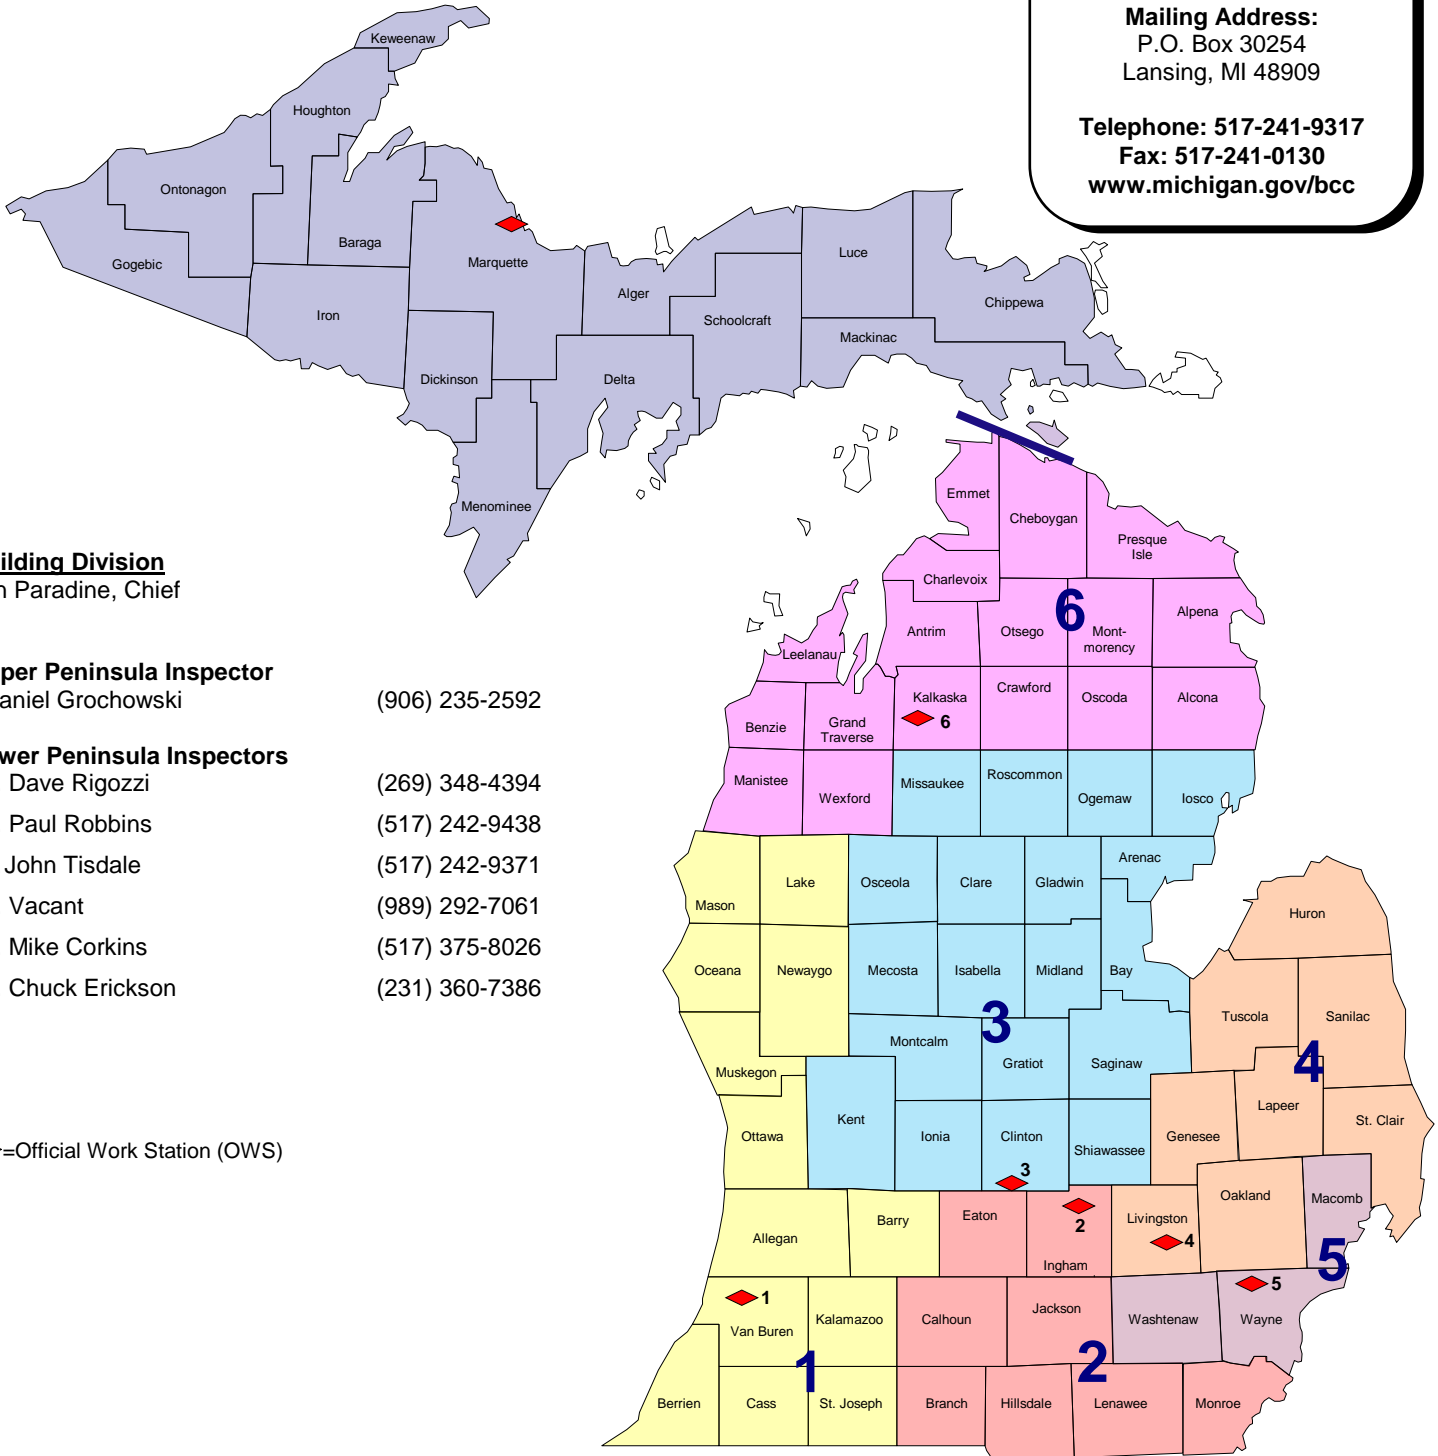 Mailing Address:
P.O. Box 30254
Lansing, MI 48909
Telephone: 517-241-9317
Fax: 517-241-0130
www.michigan.gov/bcc
Keweenaw
Houghton
Ontonagon
Baraga
Gogebic
Marquette
Luce
Alger
Chippewa
Iron
Schoolcraft
Mackinac
Dickinson
Delta
Menominee
ilding Division
n Paradine, Chief
per Peninsula Inspector
aniel Grochowski (906) 235-2592
wer Peninsula Inspectors
Dave Rigozzi (269) 348-4394
Paul Robbins (517) 242-9438
John Tisdale (517) 242-9371
Vacant (989) 292-7061
Mike Corkins (517) 375-8026
Chuck Erickson (231) 360-7386
=Official Work Station (OWS)
Emmet
Cheboygan
Presque
Isle
Charlevoix
6
Alpena
Antrim
Otsego
Mont-
morency
Leelanau
Kalkaska
Crawford
Oscoda
Alcona
6
Benzie
Grand
Traverse
Manistee
Wexford
Missaukee
Roscommon
Ogemaw
Iosco
Arenac
Mason
Lake
Osceola
Clare
Gladwin
Huron
Oceana
Newaygo
Mecosta
Isabella
Midland
Bay
3
Tuscola
Sanilac
Montcalm
Gratiot
Saginaw
4
Muskegon
Lapeer
Kent
St. Clair
Ottawa
Ionia
Clinton
Shiawassee
Genesee
3
Oakland
Macomb
Allegan
Barry
Eaton
2
Ingham
Livingston
4
5
1
Van Buren
Kalamazoo
Calhoun
Jackson
Washtenaw
5
Wayne
1
2
Berrien
Cass
St. Joseph
Branch
Hillsdale
Lenawee
Monroe